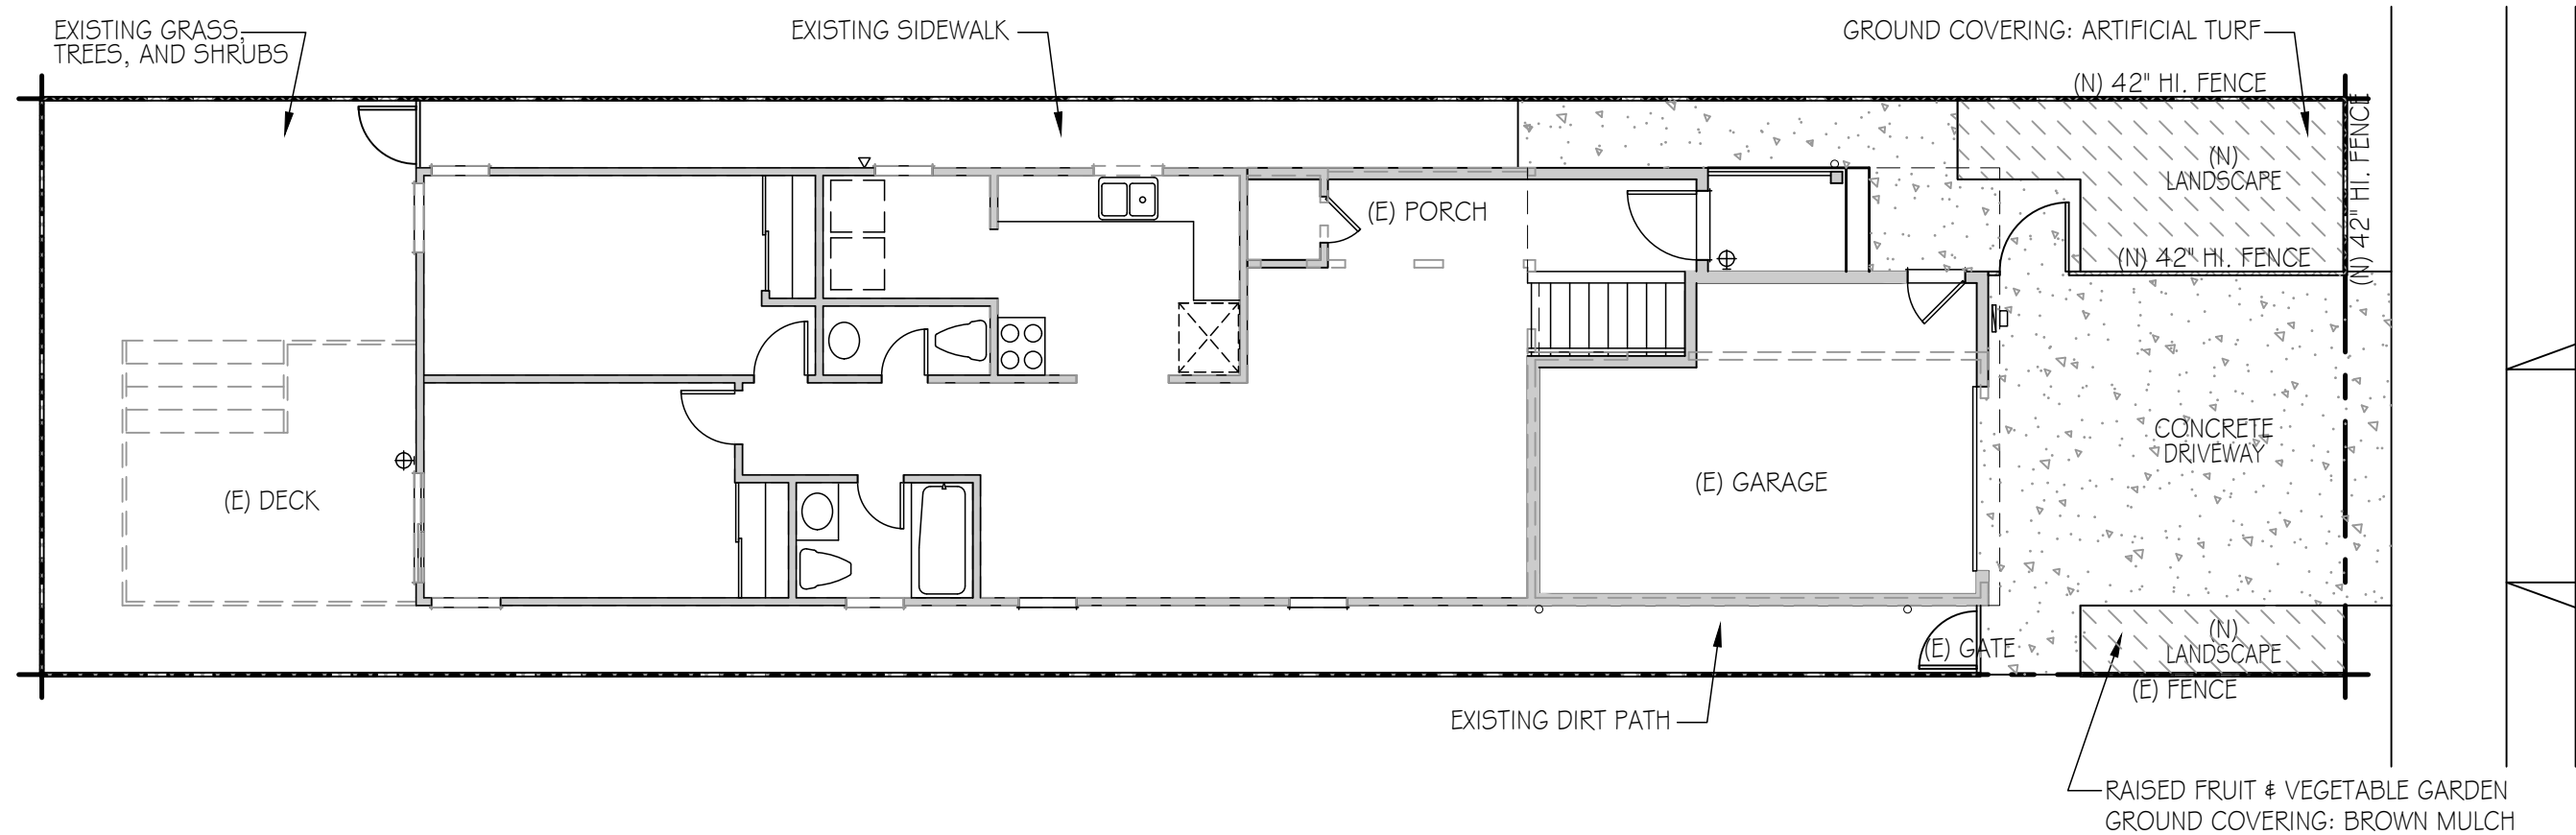 EXISTING GRASS,
TREES, AND SHRUBS
EXISTING SIDEWALK
GROUND COVERING: ARTIFICIAL TURF
(N) 42" HI. FENCE
(N) 42" HI. FENCE
(N)
LANDSCAPE
(E) PORCH
(N) 42" HI. FENCE
CONCRETE
DRIVEWAY
(E) GARAGE
(E) DECK
(N)
LANDSCAPE
(E) GATE
(E) FENCE
EXISTING DIRT PATH
RAISED FRUIT & VEGETABLE GARDEN
GROUND COVERING: BROWN MULCH